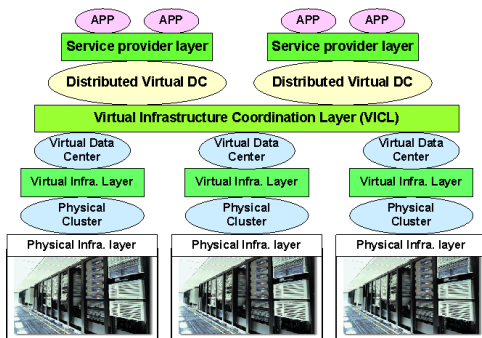 APP APP APP APP
Service provider layer Service provider layer
Distributed Virtual DC Distributed Virtual DC
Virtual Infrastructure Coordination Layer (VICL)
Virtual Data Center Virtual Data Center Virtual Data Center
Virtual Infra. Layer Virtual Infra. Layer Virtual Infra. Layer
Physical Cluster Physical Cluster Physical Cluster
Physical Infra. layer Physical Infra. layer Physical Infra. layer